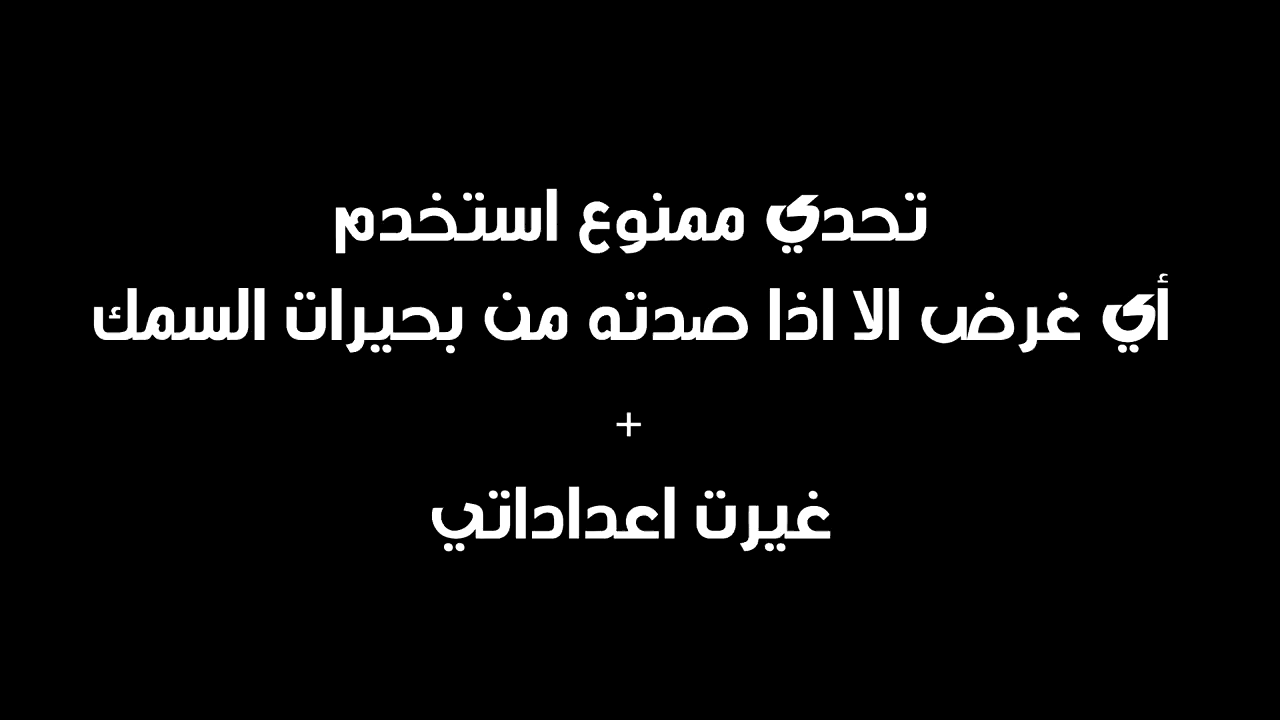 تحدي ممنوع استخدم
أي غرض الا اذا صدته من بحيرات السمك
+
غيرت اعداداتي